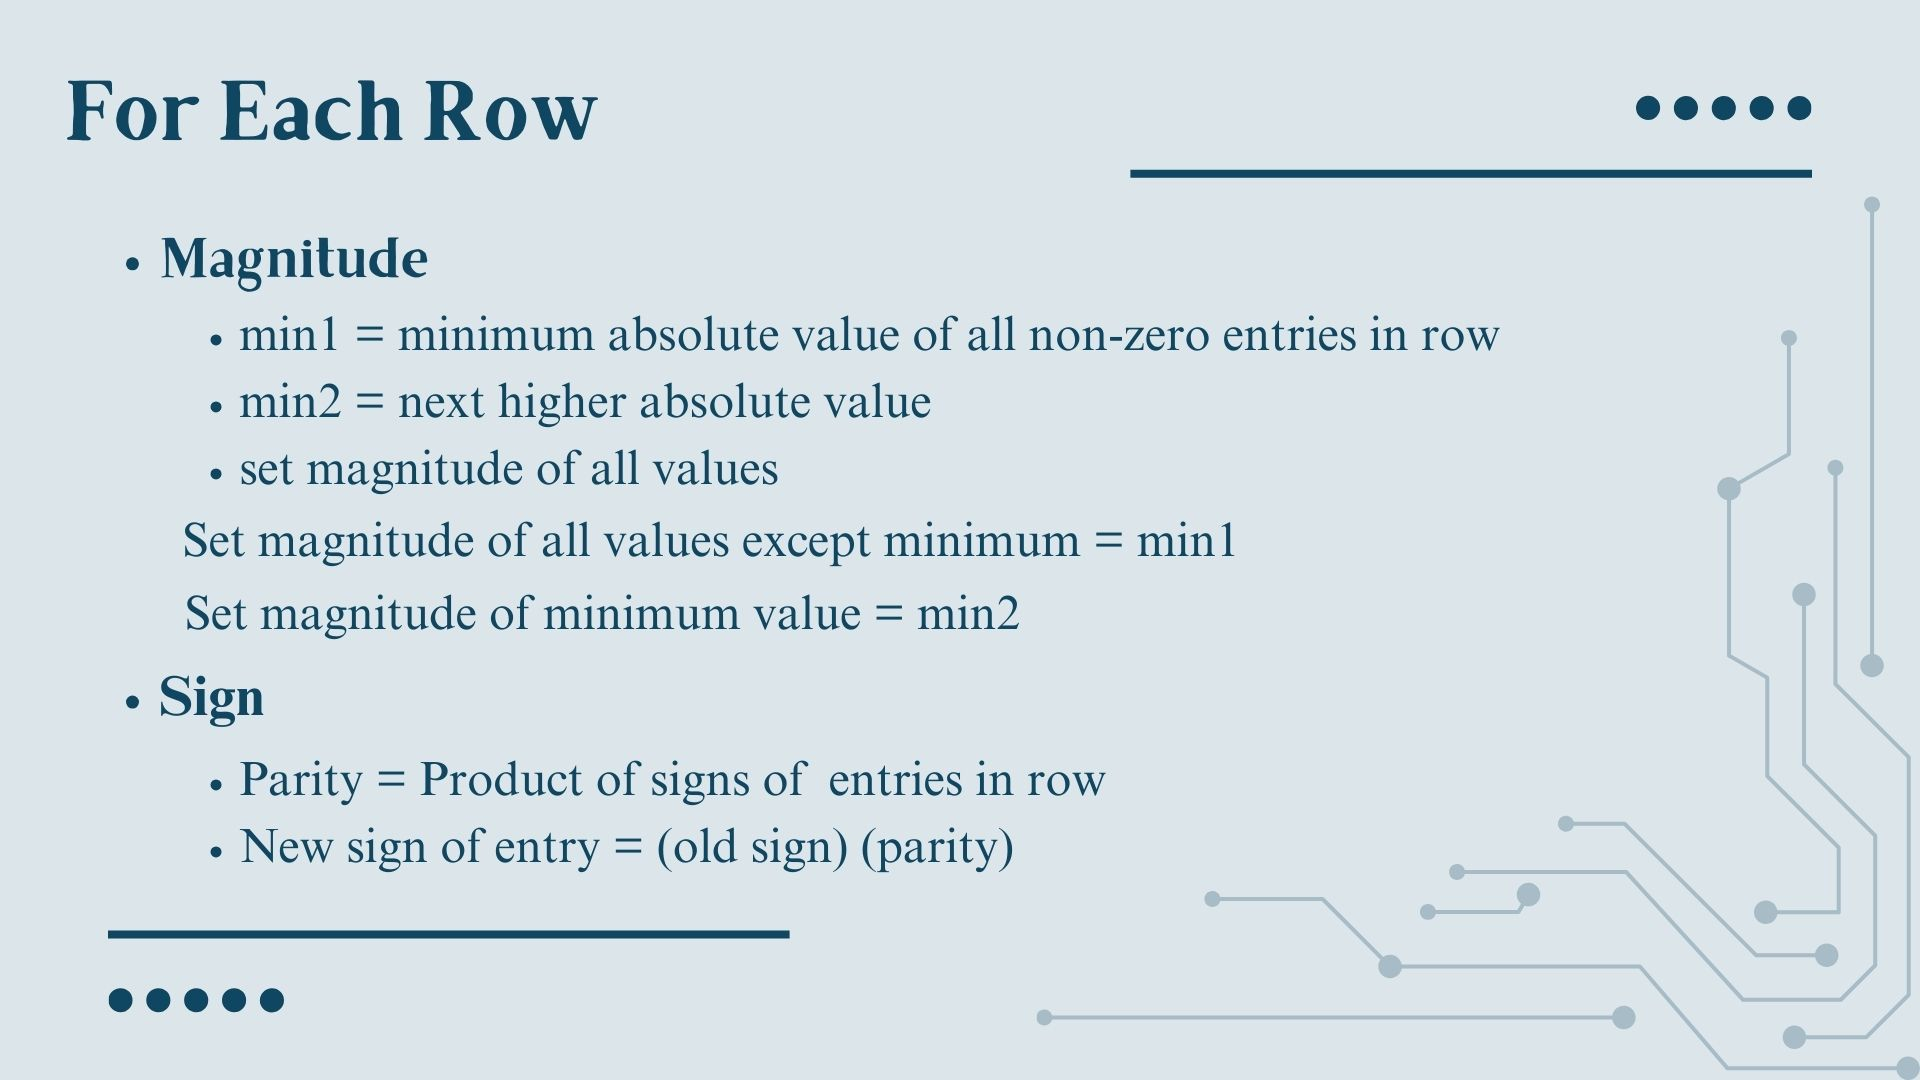 For Each Row
• Magnitude
• min1 = minimum absolute value of all non-zero entries in row
• min2 = next higher absolute value
• set magnitude of all values
Set magnitude of all values except minimum = min1
Set magnitude of minimum value = min2
• Sign
• Parity = Product of signs of  entries in row
• New sign of entry = (old sign) (parity)